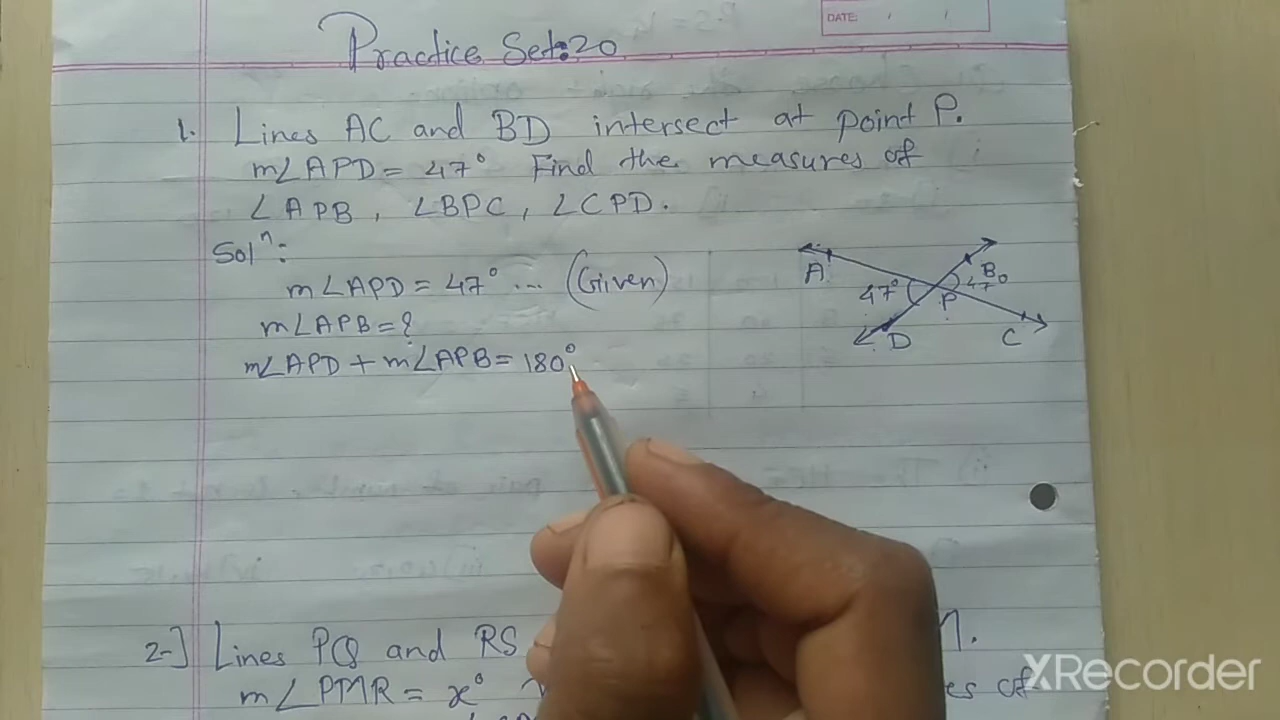 DATE:
Practice Set:20
1. Lines AC and BD intersect at point P.
m∠APD = 47° Find the measures of
∠APB, ∠BPC, ∠CPD.
Solⁿ:
m∠APD = 47° ... (Given)
m∠APB = ?
m∠APD + m∠APB = 180°
A
B
47°
47°
P
D
C
2-] Lines PQ and RS M.
m∠PMR = x° es of
XRecorder